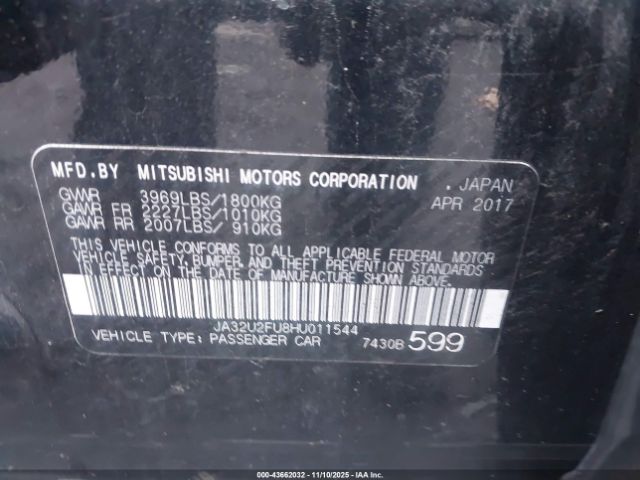 MFD.BY MITSUBISHI MOTORS CORPORATION . JAPAN
GVWR 3969LBS/1800KG APR 2017
GAWR FR 2227LBS/1010KG
GAWR RR 2007LBS/ 910KG
THIS VEHICLE CONFORMS TO ALL APPLICABLE FEDERAL MOTOR
VEHICLE SAFETY, BUMPER, AND THEFT PREVENTION STANDARDS
IN EFFECT ON THE DATE OF MANUFACTURE SHOWN ABOVE.
JA32U2FU8HU011544
VEHICLE TYPE: PASSENGER CAR 7430B 599
000-43662032 - 11/10/2025 - IAAI Inc.